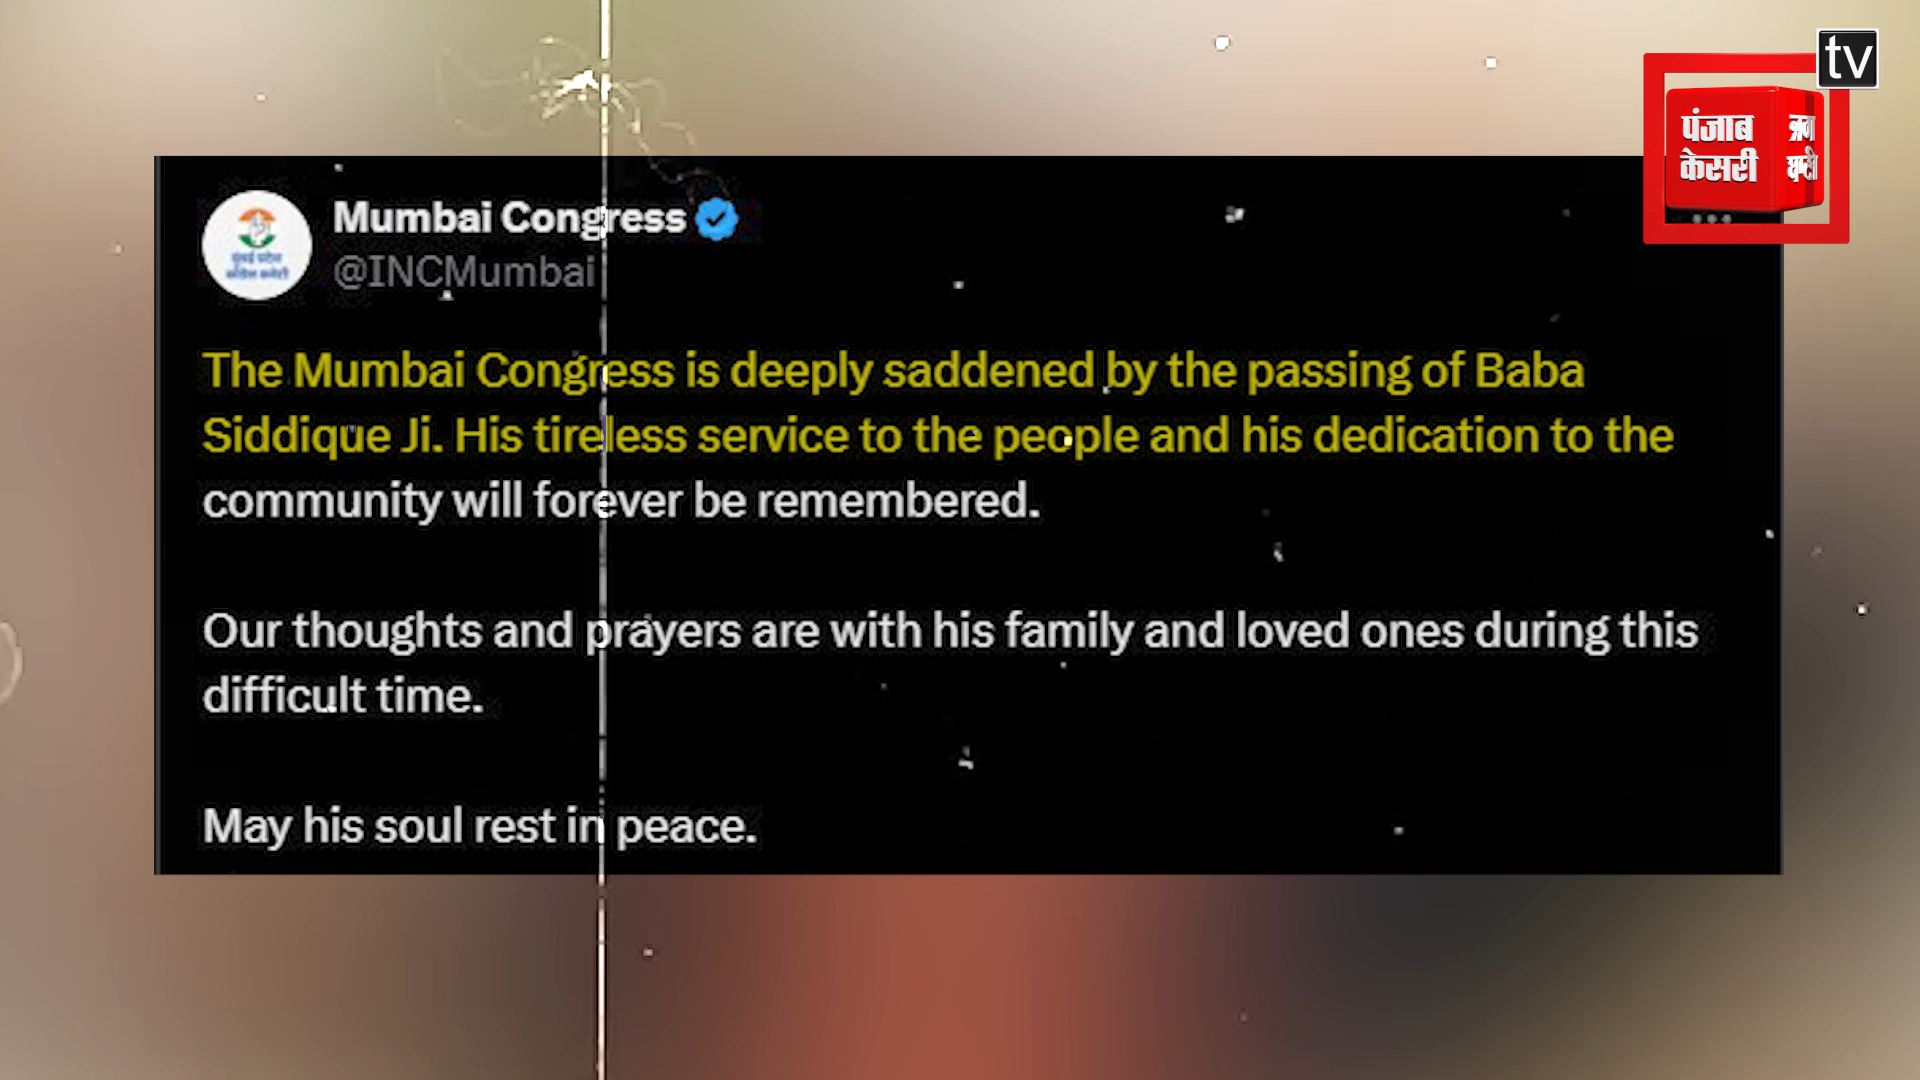 tv
पंजाब
केसरी
Mumbai Congress
@INCMumbai
The Mumbai Congress is deeply saddened by the passing of Baba
Siddique Ji. His tireless service to the people and his dedication to the
community will forever be remembered.
Our thoughts and prayers are with his family and loved ones during this
difficult time.
May his soul rest in peace.